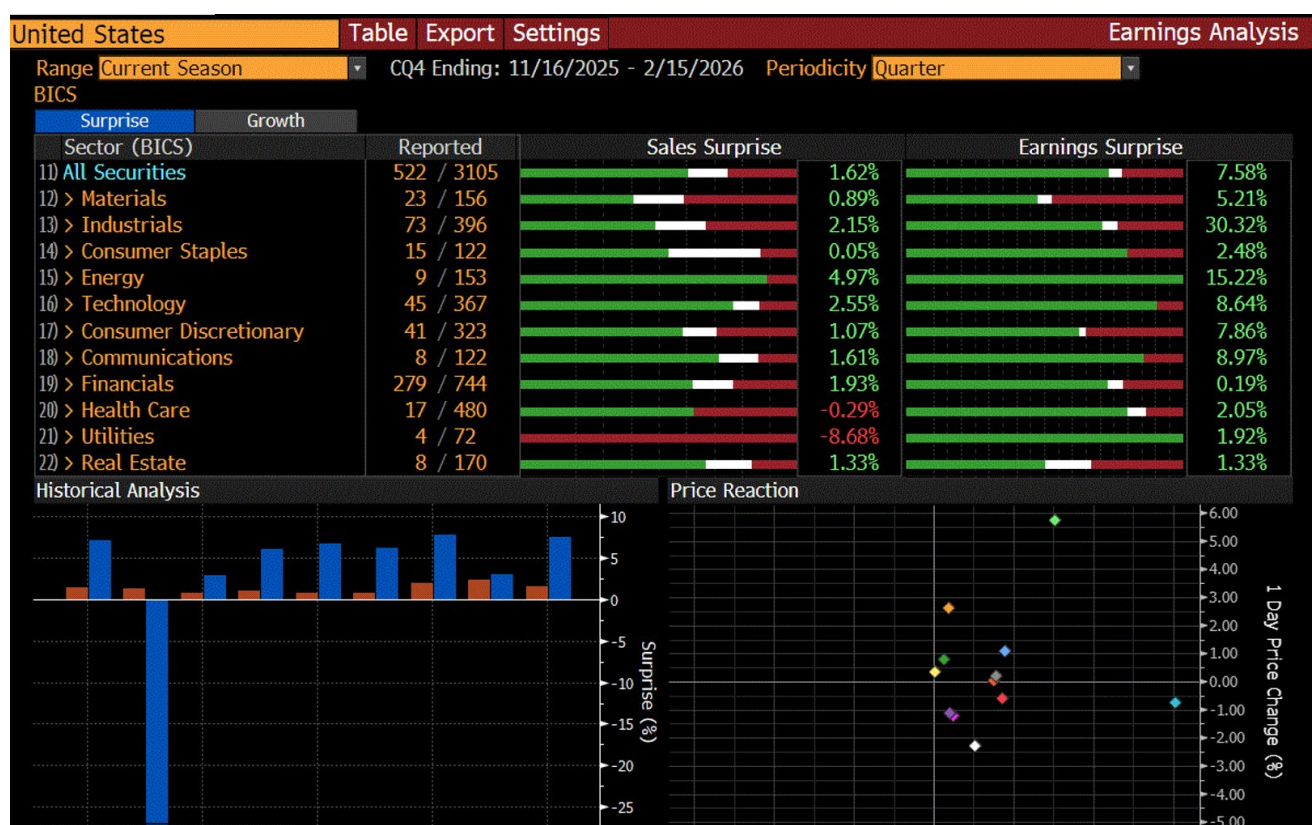 United States Table Export Settings Earnings Analysis
Range Current Season CQ4 Ending: 11/16/2025 - 2/15/2026 Periodicity Quarter
BICS
Surprise Growth
Sector (BICS) Reported Sales Surprise Earnings Surprise
11) All Securities 522 / 3105 1.62% 7.58%
12) > Materials 23 / 156 0.89% 5.21%
13) > Industrials 73 / 396 2.15% 30.32%
14) > Consumer Staples 15 / 122 0.05% 2.48%
15) > Energy 9 / 153 4.97% 15.22%
16) > Technology 45 / 367 2.55% 8.64%
17) > Consumer Discretionary 41 / 323 1.07% 7.86%
18) > Communications 8 / 122 1.61% 8.97%
19) > Financials 279 / 744 1.93% 0.19%
20) > Health Care 17 / 480 -0.29% 2.05%
21) > Utilities 4 / 72 -8.68% 1.92%
22) > Real Estate 8 / 170 1.33% 1.33%
Historical Analysis
10
5
0
-5
-10
-15
-20
-25
Surprise (%)
Price Reaction
6.00
5.00
4.00
3.00
2.00
1.00
0.00
-1.00
-2.00
-3.00
-4.00
-5.00
1 Day Price Change (%)